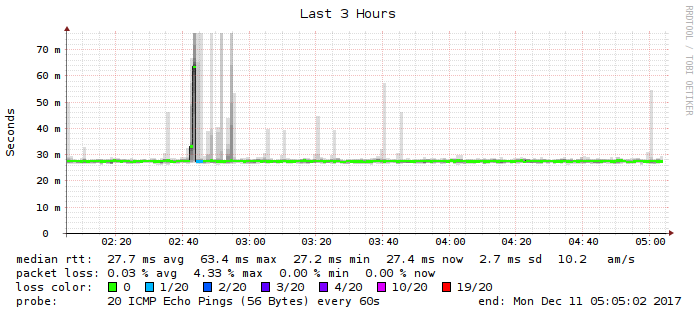 Last 3 Hours
RRDTOOL / TOBI OETIKER
Seconds
70 m
60 m
50 m
40 m
30 m
20 m
10 m
0
02:20 02:40 03:00 03:20 03:40 04:00 04:20 04:40 05:00
median rtt: 27.7 ms avg 63.4 ms max 27.2 ms min 27.4 ms now 2.7 ms sd 10.2 am/s
packet loss: 0.03 % avg 4.33 % max 0.00 % min 0.00 % now
loss color: 0 1/20 2/20 3/20 4/20 10/20 19/20
probe: 20 ICMP Echo Pings (56 Bytes) every 60s end: Mon Dec 11 05:05:02 2017